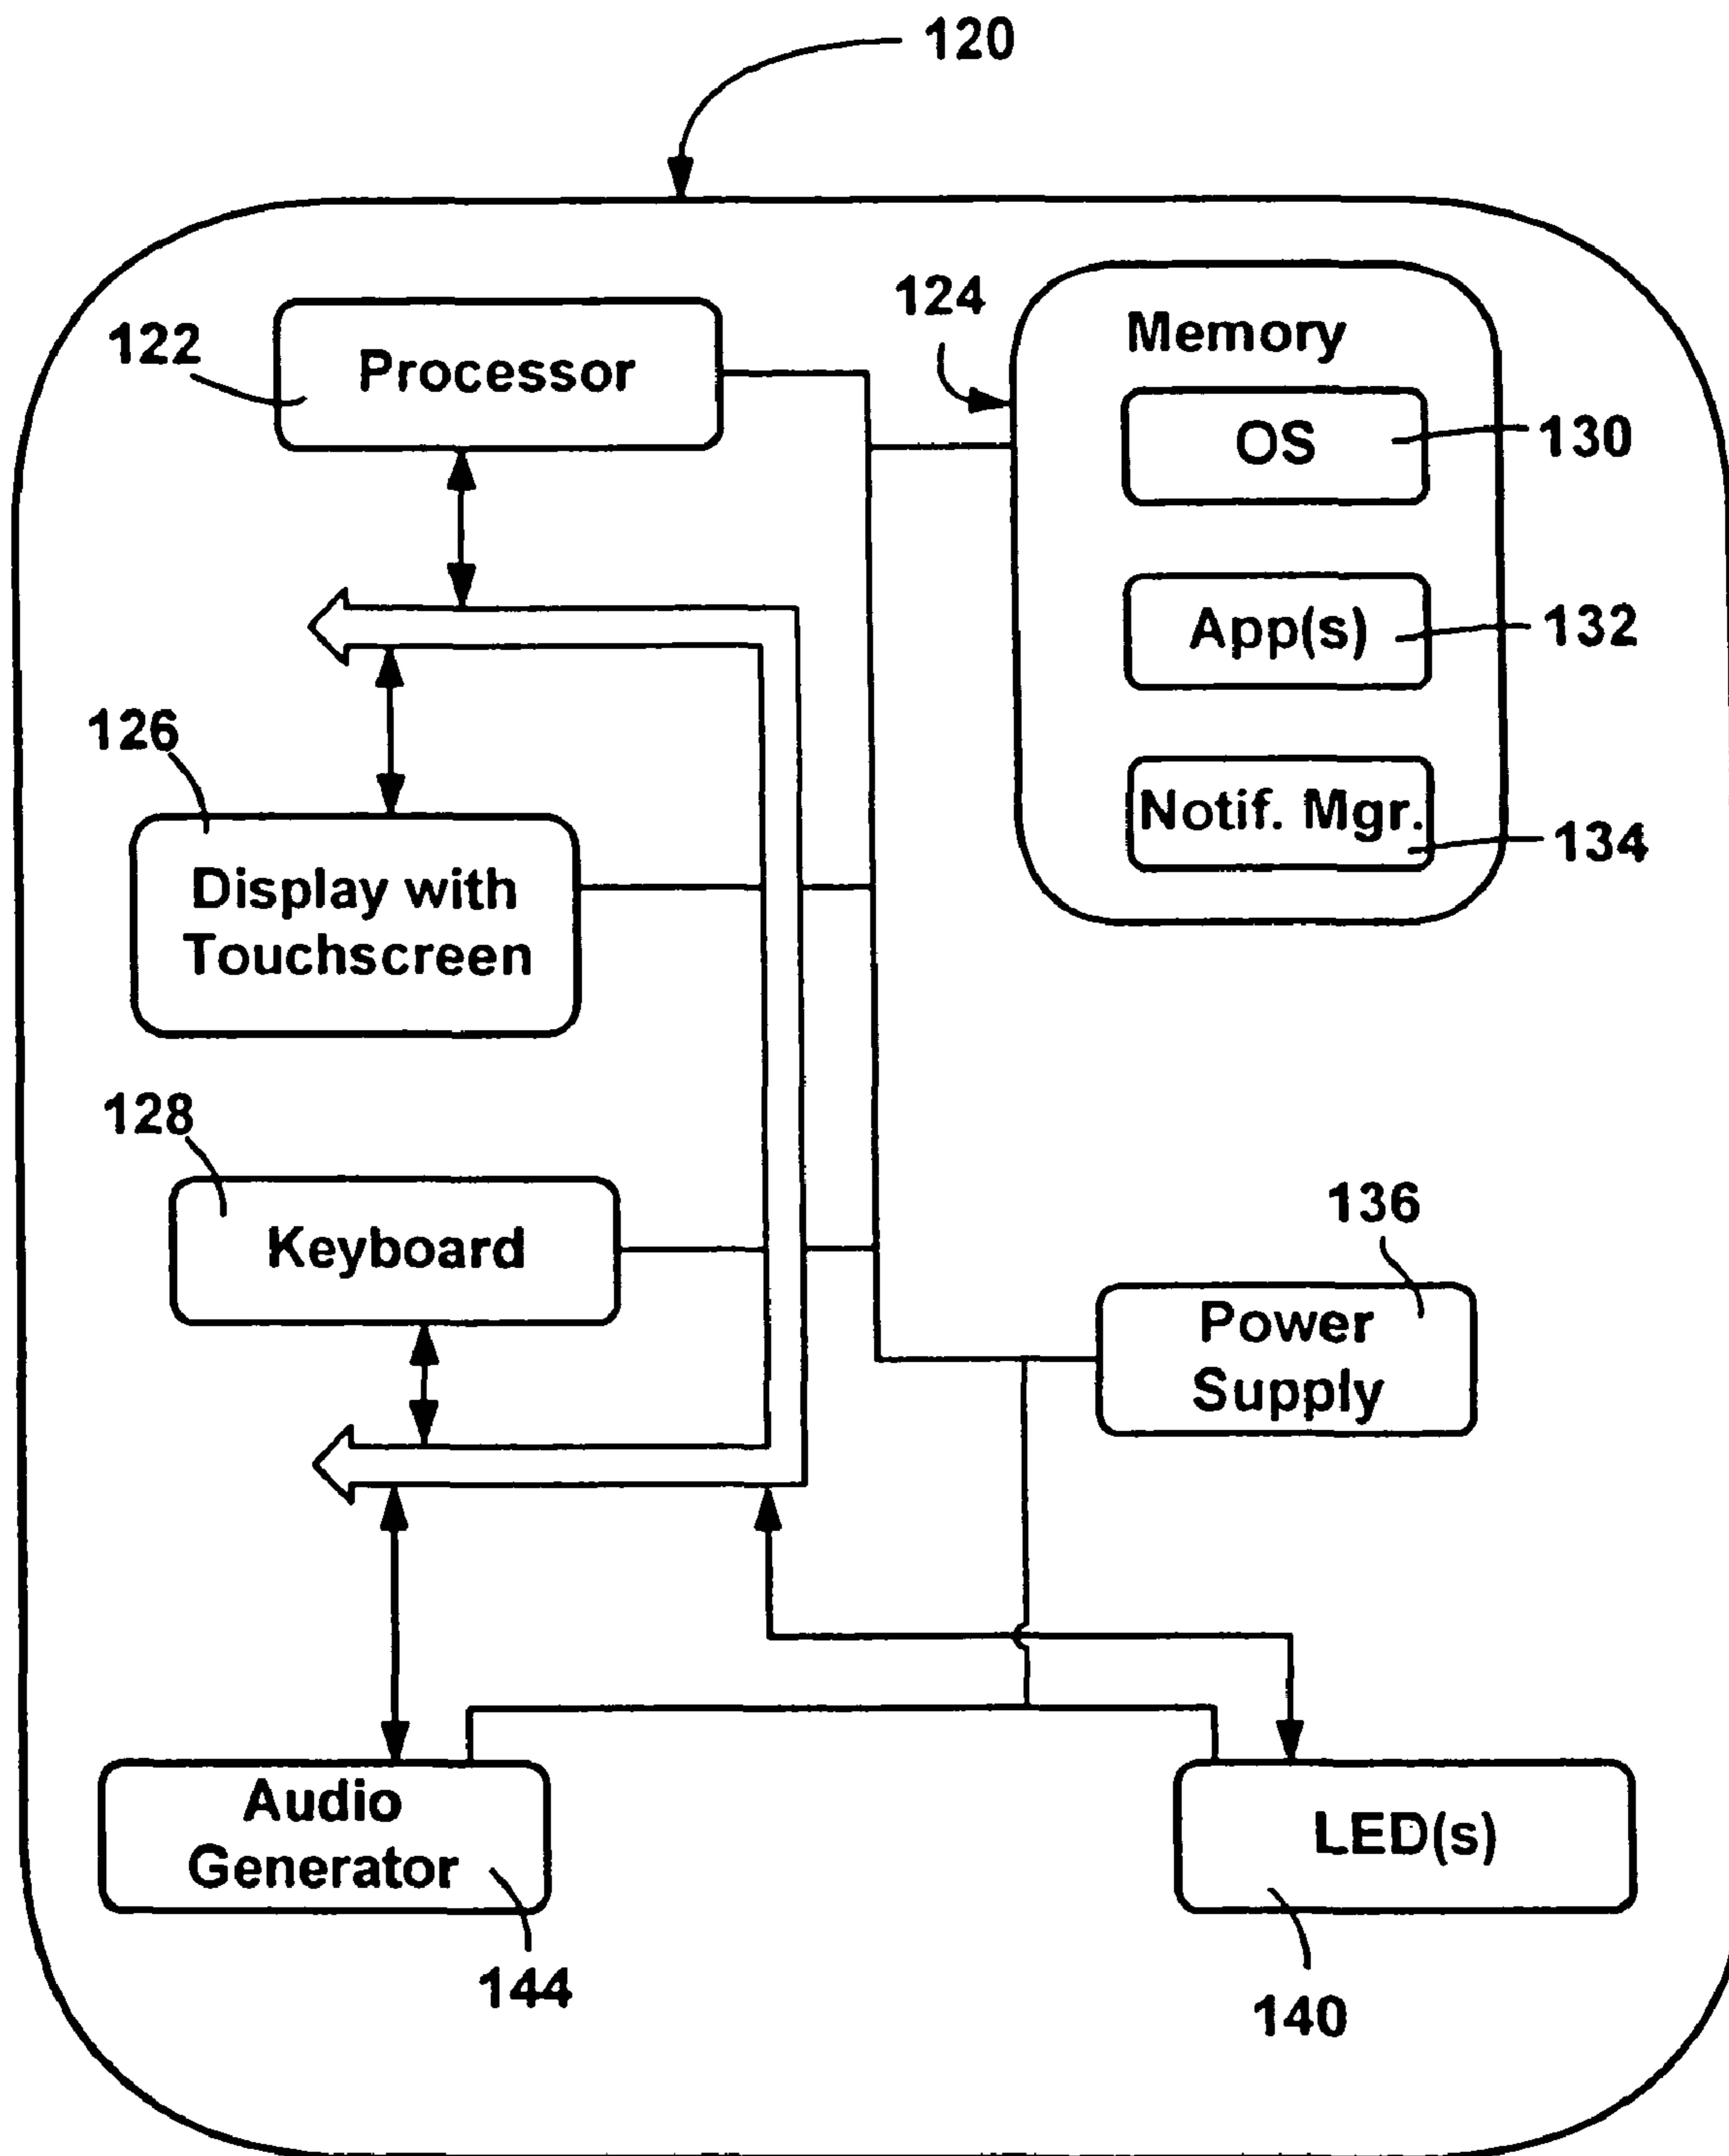 120
124
Memory
122
Processor
OS
130
App(s)
132
126
Notif. Mgr.
134
Display with
Touchscreen
128
Keyboard
136
Power
Supply
Audio
Generator
LED(s)
144
140